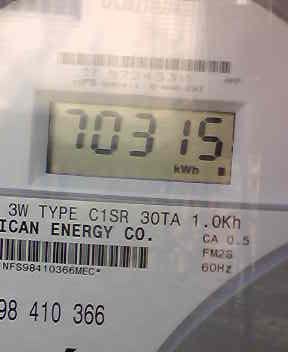 70315
kWh
3W TYPE C1SR 30TA 1.0Kh
ICAN ENERGY CO.
CA 0.5
FM2S
60Hz
NFS98410366MEC*
98 410 366